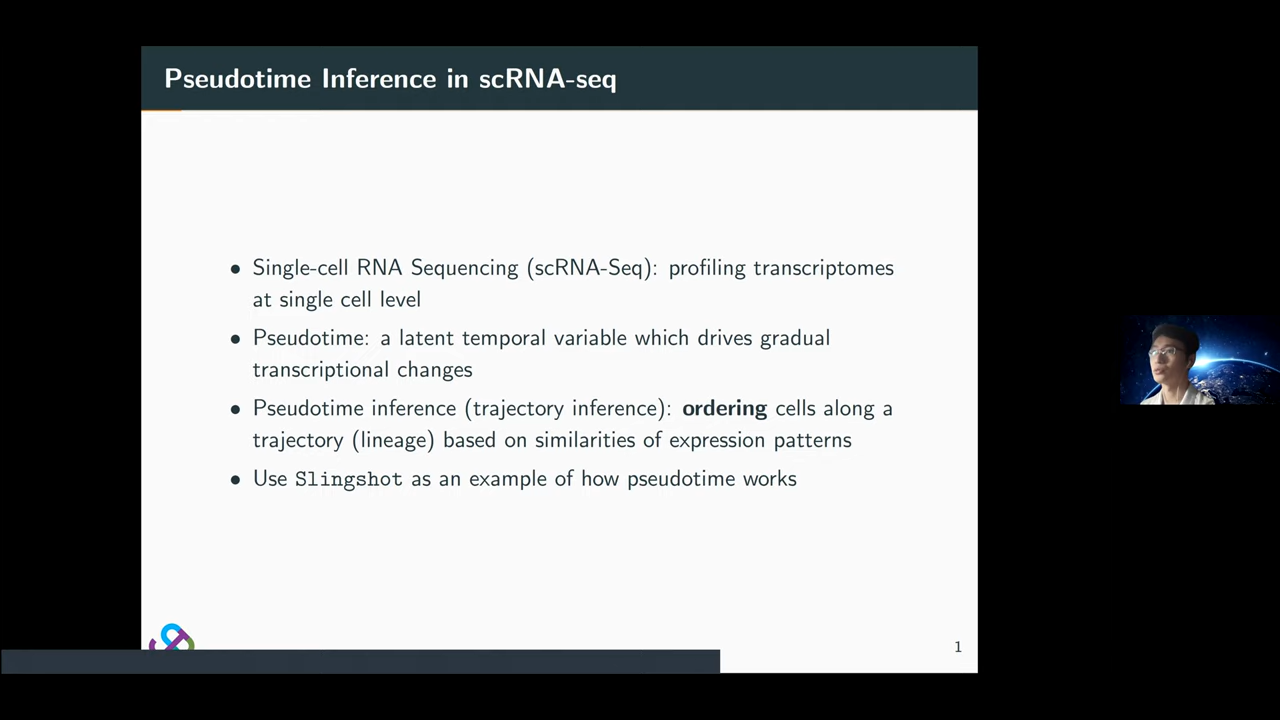 Pseudotime Inference in scRNA-seq
• Single-cell RNA Sequencing (scRNA-Seq): profiling transcriptomes
at single cell level
• Pseudotime: a latent temporal variable which drives gradual
transcriptional changes
• Pseudotime inference (trajectory inference): ordering cells along a
trajectory (lineage) based on similarities of expression patterns
• Use Slingshot as an example of how pseudotime works
1